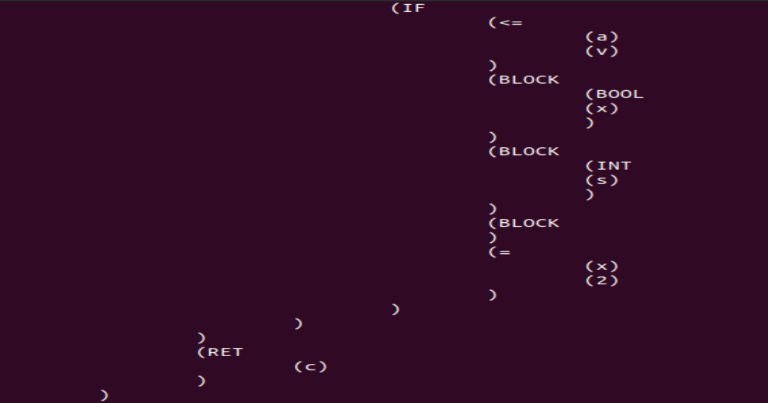 (IF
(<=
(a)
(v)
)
(BLOCK
(BOOL
(x)
)
)
(BLOCK
(INT
(s)
)
)
(BLOCK
)
(=
(x)
(2)
)
)
)
)
(RET
(c)
)
)